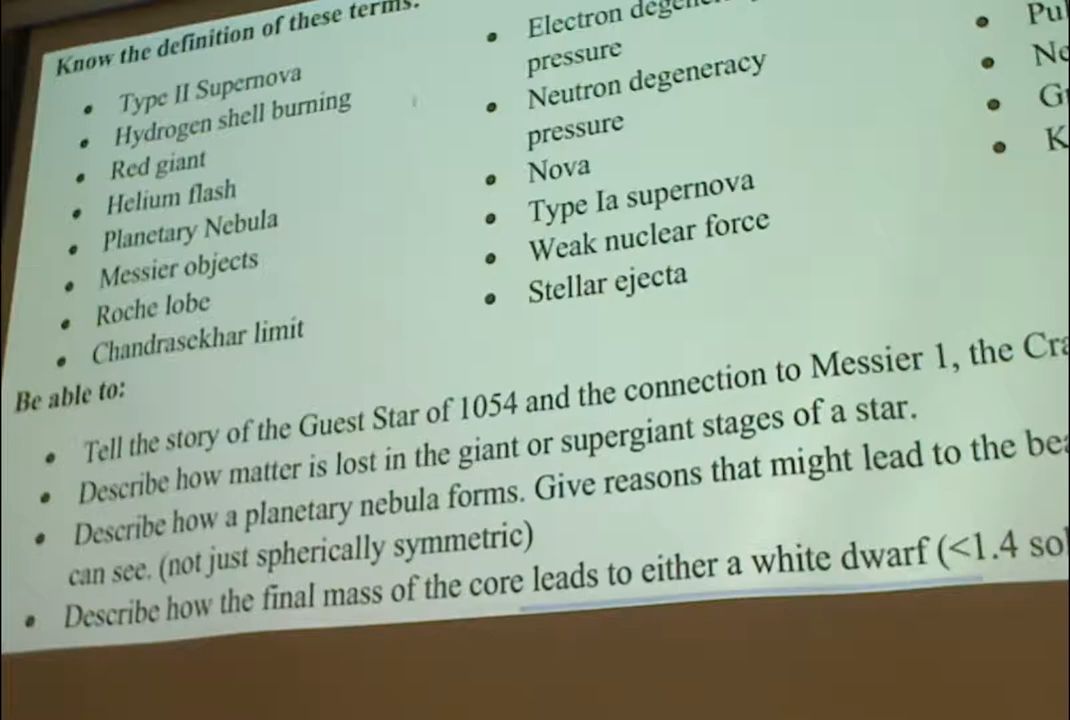 Know the definition of these terms.
Type II Supernova
Hydrogen shell burning
Red giant
Helium flash
Planetary Nebula
Messier objects
Roche lobe
Chandrasekhar limit
Electron
pressure
Neutron degeneracy
pressure
Nova
Type Ia supernova
Weak nuclear force
Stellar ejecta
Be able to:
Tell the story of the Guest Star of 1054 and the connection to Messier 1, the
Describe how matter is lost in the giant or supergiant stages of a star.
Describe how a planetary nebula forms. Give reasons that might lead to the
can see. (not just spherically symmetric)
Describe how the final mass of the core leads to either a white dwarf (<1.4